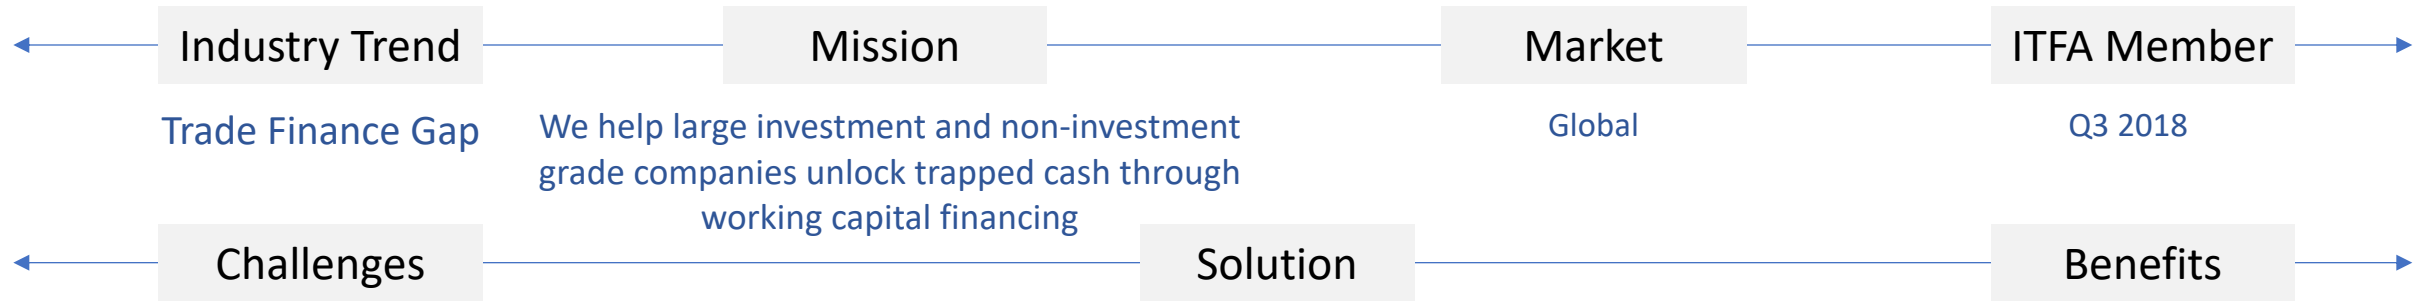 Industry Trend
Mission
Market
ITFA Member
Trade Finance Gap
We help large investment and non-investment
grade companies unlock trapped cash through
working capital financing
Global
Q3 2018
Challenges
Solution
Benefits